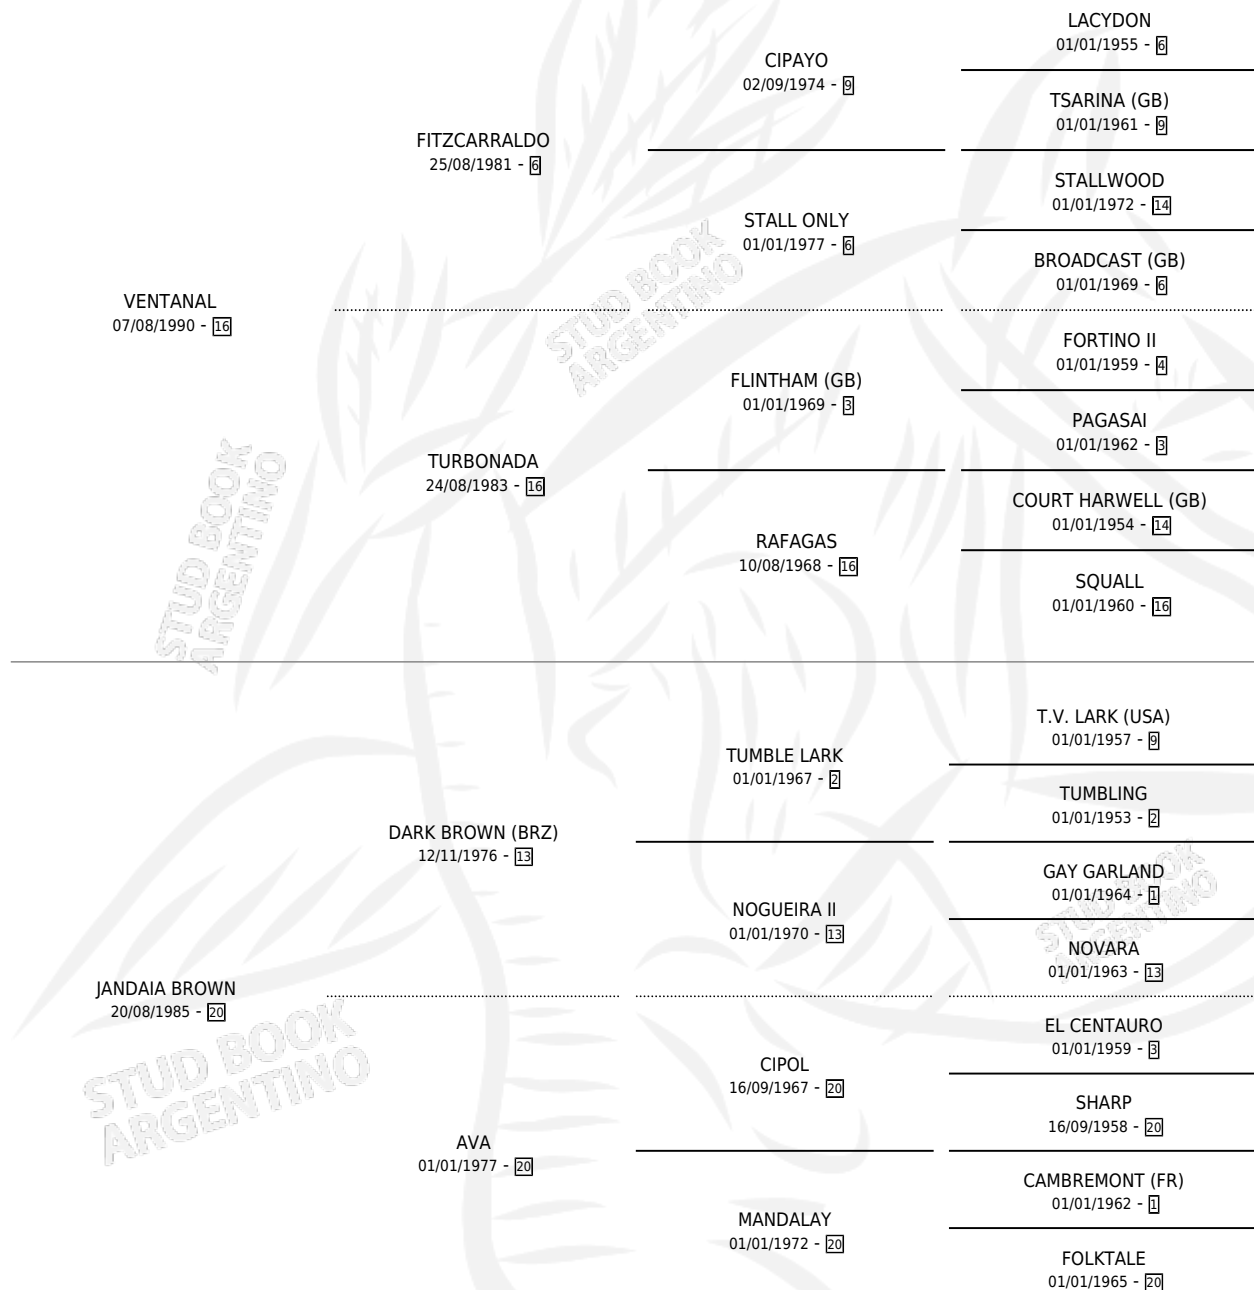 LACYDON
01/01/1955 - 6
CIPAYO
02/09/1974 - 9
TSARINA (GB)
01/01/1961 - 9
FITZCARRALDO
25/08/1981 - 6
STALLWOOD
01/01/1972 - 14
STALL ONLY
01/01/1977 - 6
BROADCAST (GB)
01/01/1969 - 6
VENTANAL
07/08/1990 - 16
STUD BOOK
ARGENTINO
FORTINO II
01/01/1959 - 4
FLINTHAM (GB)
01/01/1969 - 3
PAGASAI
01/01/1962 - 3
TURBONADA
24/08/1983 - 16
COURT HARWELL (GB)
01/01/1954 - 14
RAFAGAS
10/08/1968 - 16
SQUALL
01/01/1960 - 16
STUD BOOK
ARGENTINO
T.V. LARK (USA)
01/01/1957 - 9
TUMBLE LARK
01/01/1967 - 2
TUMBLING
01/01/1953 - 2
DARK BROWN (BRZ)
12/11/1976 - 13
GAY GARLAND
01/01/1964 - 1
NOGUEIRA II
01/01/1970 - 13
STUD BOOK
ARGENTINO
NOVARA
01/01/1963 - 13
JANDAIA BROWN
20/08/1985 - 20
EL CENTAURO
01/01/1959 - 3
CIPOL
16/09/1967 - 20
SHARP
16/09/1958 - 20
STUD BOOK
ARGENTINO
AVA
01/01/1977 - 20
CAMBREMONT (FR)
01/01/1962 - 1
MANDALAY
01/01/1972 - 20
FOLKTALE
01/01/1965 - 20